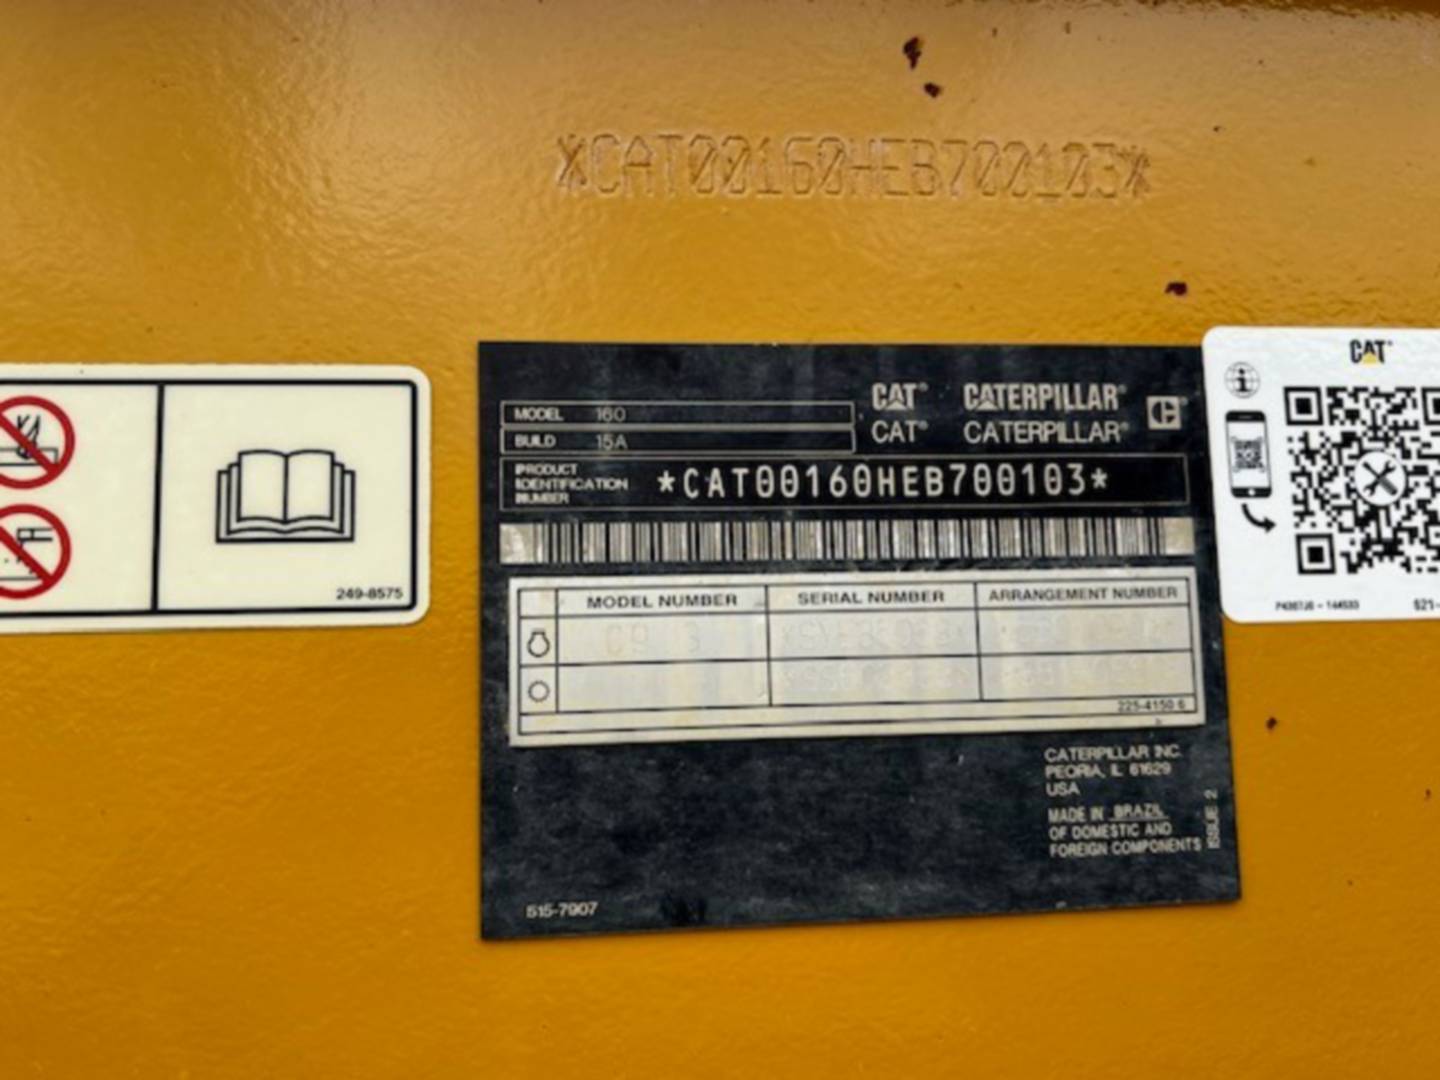 *CAT00160HEB700103*
MODEL 160
BUILD 15A
CAT® CATERPILLAR®
CAT® CATERPILLAR®
PRODUCT
IDENTIFICATION
NUMBER
*CAT00160HEB700103*
MODEL NUMBER SERIAL NUMBER ARRANGEMENT NUMBER
225-4150 6
CATERPILLAR INC.
PEORIA, IL 61629
USA
MADE IN BRAZIL
OF DOMESTIC AND
FOREIGN COMPONENTS
ISSUE 2
515-7907
249-8575
CAT®